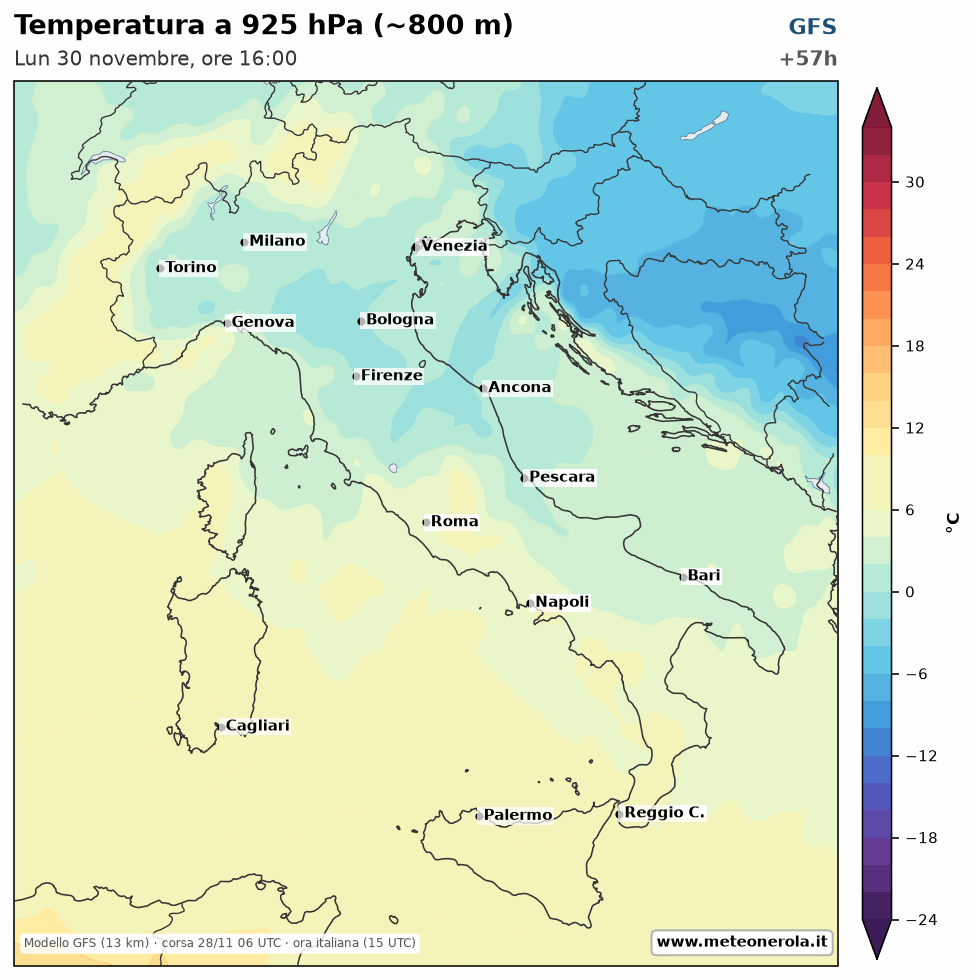 Temperatura a 925 hPa (~800 m)
GFS
Lun 30 novembre, ore 16:00
+57h
Milano
Venezia
Torino
Genova
Bologna
Firenze
Ancona
Pescara
Roma
Bari
Napoli
Cagliari
Palermo
Reggio C.
30
24
18
12
6
0
−6
−12
−18
−24
°C
Modello GFS (13 km) · corsa 28/11 06 UTC · ora italiana (15 UTC)
www.meteonerola.it